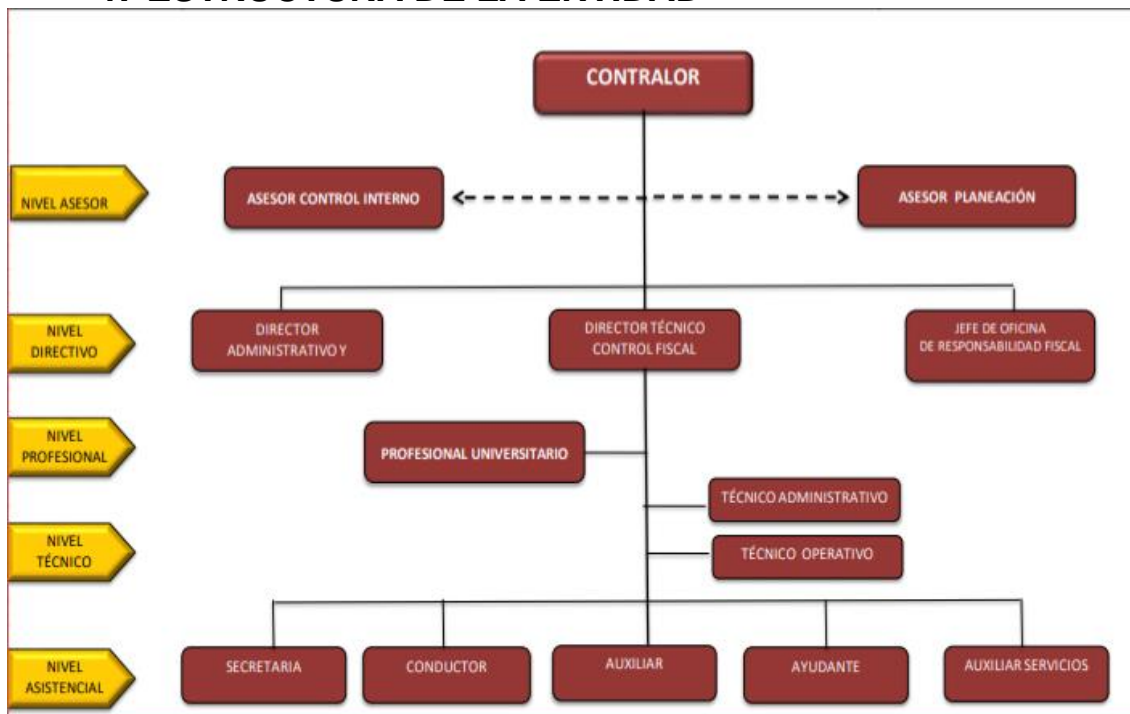 CONTRALOR
NIVEL ASESOR
ASESOR CONTROL INTERNO
ASESOR PLANEACIÓN
NIVEL
DIRECTIVO
DIRECTOR
ADMINISTRATIVO Y
DIRECTOR TÉCNICO
CONTROL FISCAL
JEFE DE OFICINA
DE RESPONSABILIDAD FISCAL
NIVEL
PROFESIONAL
PROFESIONAL UNIVERSITARIO
TÉCNICO ADMINISTRATIVO
NIVEL
TÉCNICO
TÉCNICO OPERATIVO
NIVEL
ASISTENCIAL
SECRETARIA
CONDUCTOR
AUXILIAR
AYUDANTE
AUXILIAR SERVICIOS